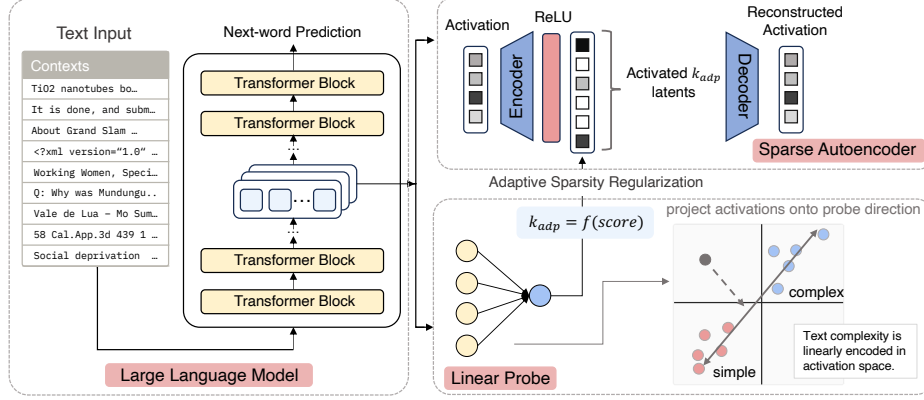 Text Input
Contexts
TiO2 nanotubes bo…
It is done, and subm…
About Grand Slam …
<?xml version="1.0" …
Working Women, Speci…
Q: Why was Mundungu..
Vale de Lua – Mo Sum…
58 Cal.App.3d 439 1 …
Social deprivation …
Next-word Prediction
Transformer Block
Transformer Block
...
...
...
Transformer Block
Transformer Block
Large Language Model
Activation
ReLU
Reconstructed
Activation
Encoder
Activated k_adp
latents
Decoder
Sparse Autoencoder
Adaptive Sparsity Regularization
k_adp = f(score)
project activations onto probe direction
complex
simple
Text complexity is
linearly encoded in
activation space.
Linear Probe